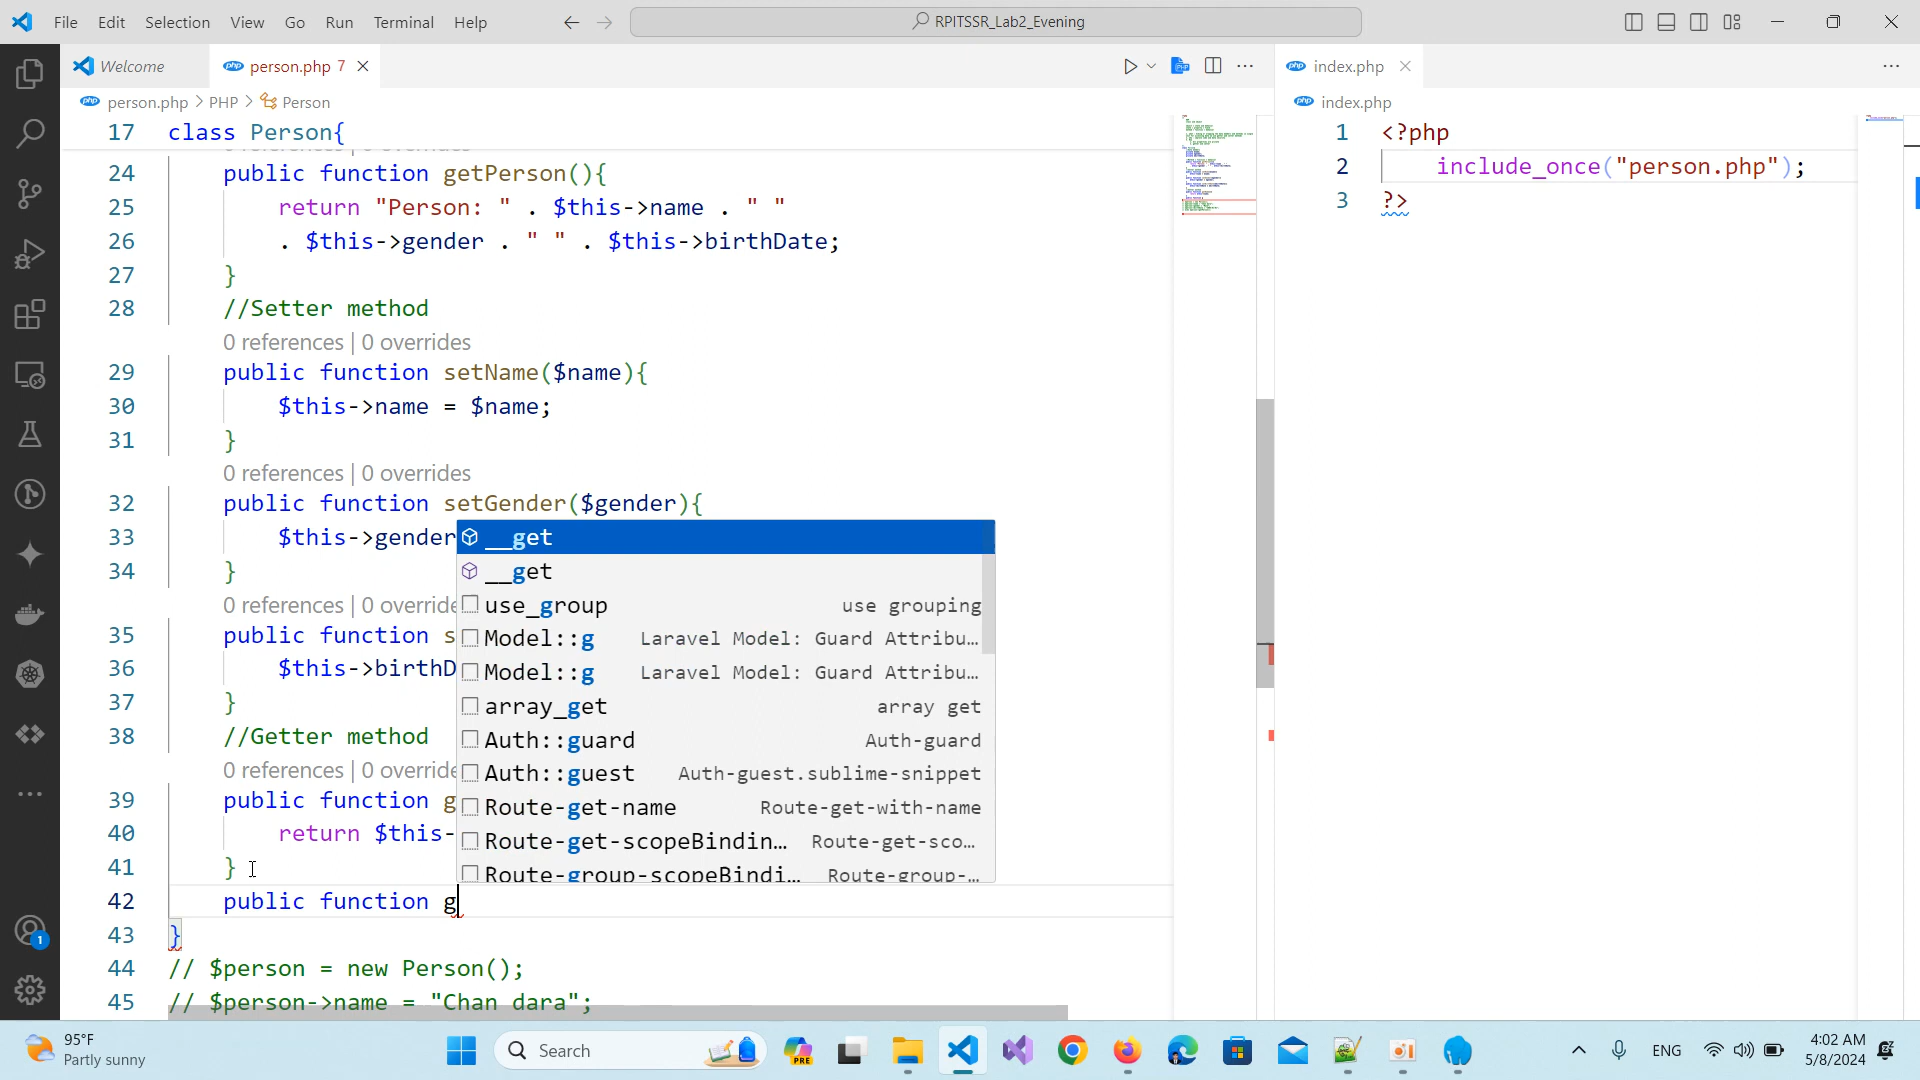 File Edit Selection View Go Run Terminal Help
RPITSSR_Lab2_Evening
Welcome
person.php 7
index.php
person.php > PHP > Person
index.php
17 class Person{
24 public function getPerson(){
25 return "Person: " . $this->name . " "
26 . $this->gender . " " . $this->birthDate;
27 }
28 //Setter method
0 references | 0 overrides
29 public function setName($name){
30 $this->name = $name;
31 }
0 references | 0 overrides
32 public function setGender($gender){
33 $this->gender
34 }
0 references | 0 override
35 public function s
36 $this->birthD
37 }
38 //Getter method
0 references | 0 override
39 public function g
40 return $this-
41 }
42 public function g
43 }
44 // $person = new Person();
45 // $person->name = "Chan dara";
__get
__get
use_group use grouping
Model::g Laravel Model: Guard Attribu…
Model::g Laravel Model: Guard Attribu…
array_get array get
Auth::guard Auth-guard
Auth::guest Auth-guest.sublime-snippet
Route-get-name Route-get-with-name
Route-get-scopeBindin… Route-get-sco…
Route-group-scopeBindi… Route-group-…
1 <?php
2 include_once("person.php");
3 ?>
1
95°F
Partly sunny
Search
PRE
ENG
4:02 AM
5/8/2024